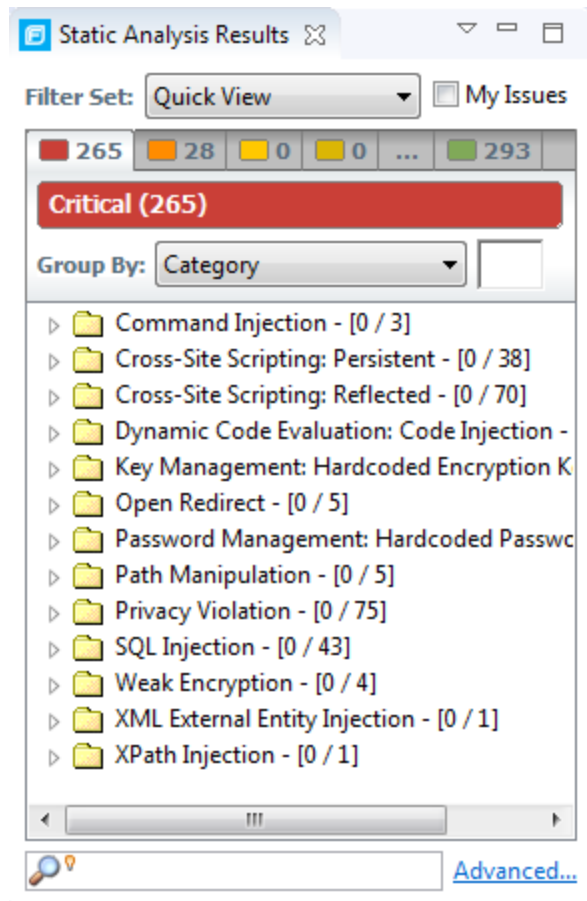 Static Analysis Results
Filter Set: Quick View My Issues
265 28 0 0 ... 293
Critical (265)
Group By: Category
Command Injection - [0 / 3]
Cross-Site Scripting: Persistent - [0 / 38]
Cross-Site Scripting: Reflected - [0 / 70]
Dynamic Code Evaluation: Code Injection -
Key Management: Hardcoded Encryption K
Open Redirect - [0 / 5]
Password Management: Hardcoded Passwo
Path Manipulation - [0 / 5]
Privacy Violation - [0 / 75]
SQL Injection - [0 / 43]
Weak Encryption - [0 / 4]
XML External Entity Injection - [0 / 1]
XPath Injection - [0 / 1]
Advanced...